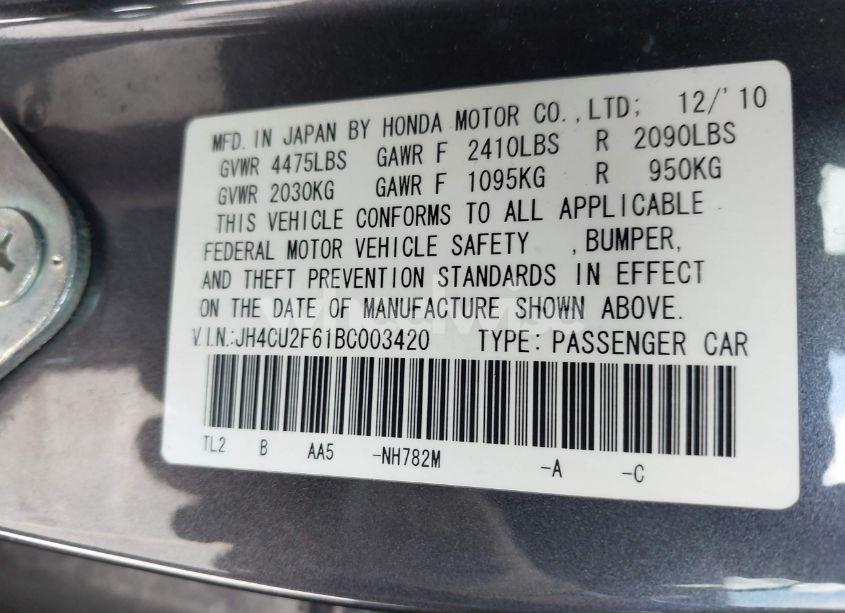 MFD. IN JAPAN BY HONDA MOTOR CO., LTD; 12/'10
GVWR 4475LBS GAWR F 2410LBS R 2090LBS
GVWR 2030KG GAWR F 1095KG R 950KG
THIS VEHICLE CONFORMS TO ALL APPLICABLE
FEDERAL MOTOR VEHICLE SAFETY , BUMPER,
AND THEFT PREVENTION STANDARDS IN EFFECT
ON THE DATE OF MANUFACTURE SHOWN ABOVE.
V.I.N.:JH4CU2F61BC003420 TYPE: PASSENGER CAR
TL2 B AA5 -NH782M -A -C